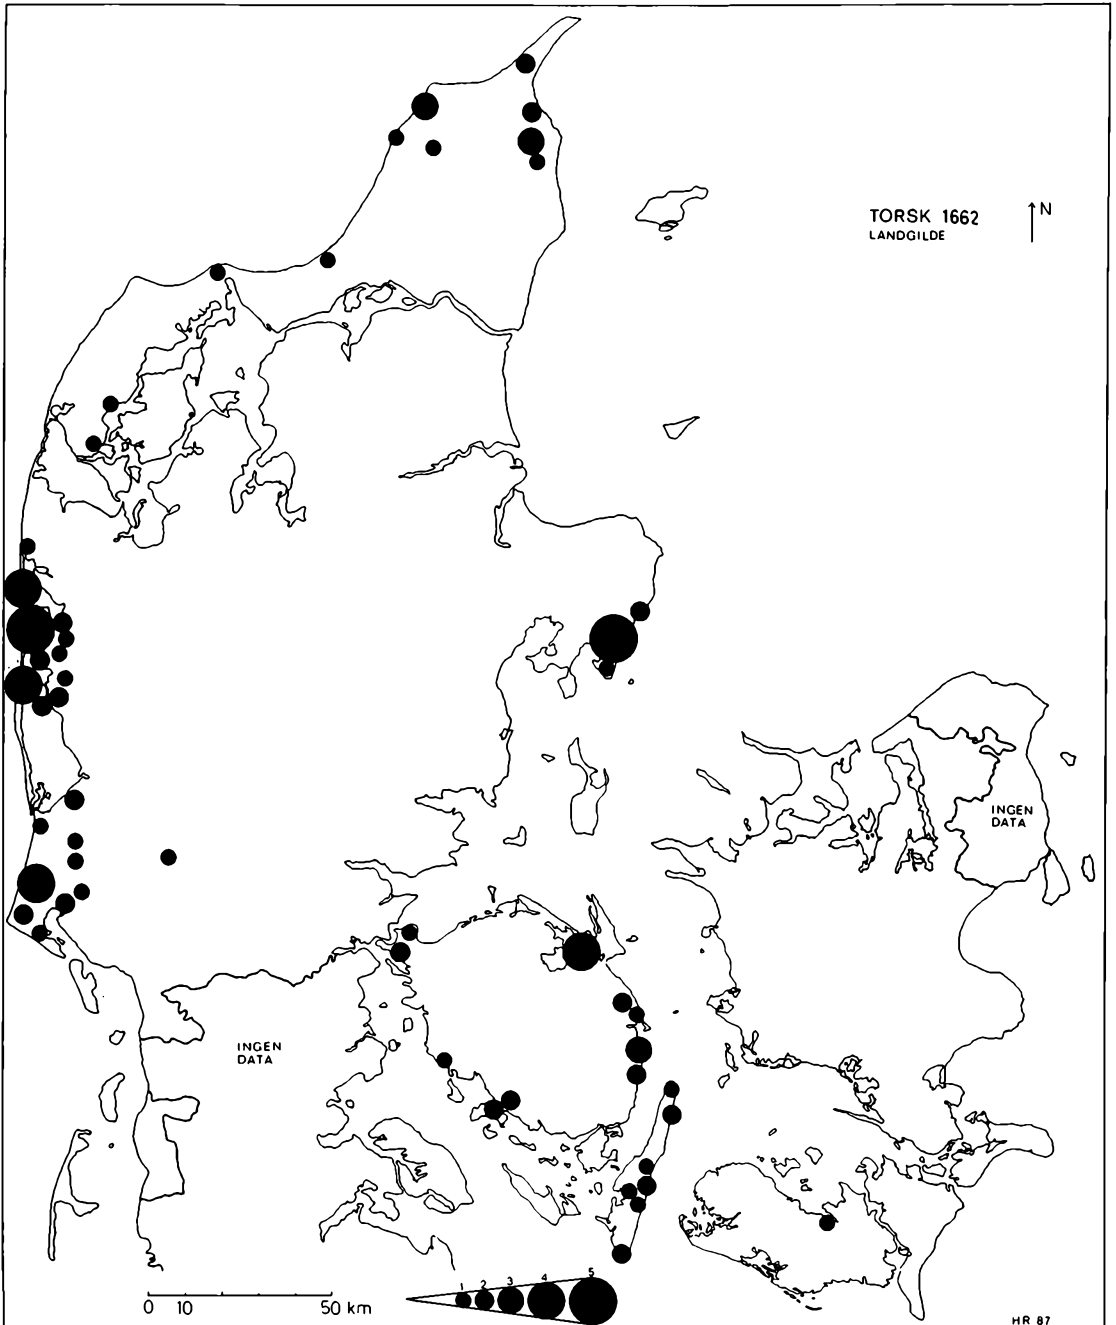 TORSK 1662
LANDGILDE
N
INGEN
DATA
INGEN
DATA
1 2 3 4 5
0 10 50 km
HR 87